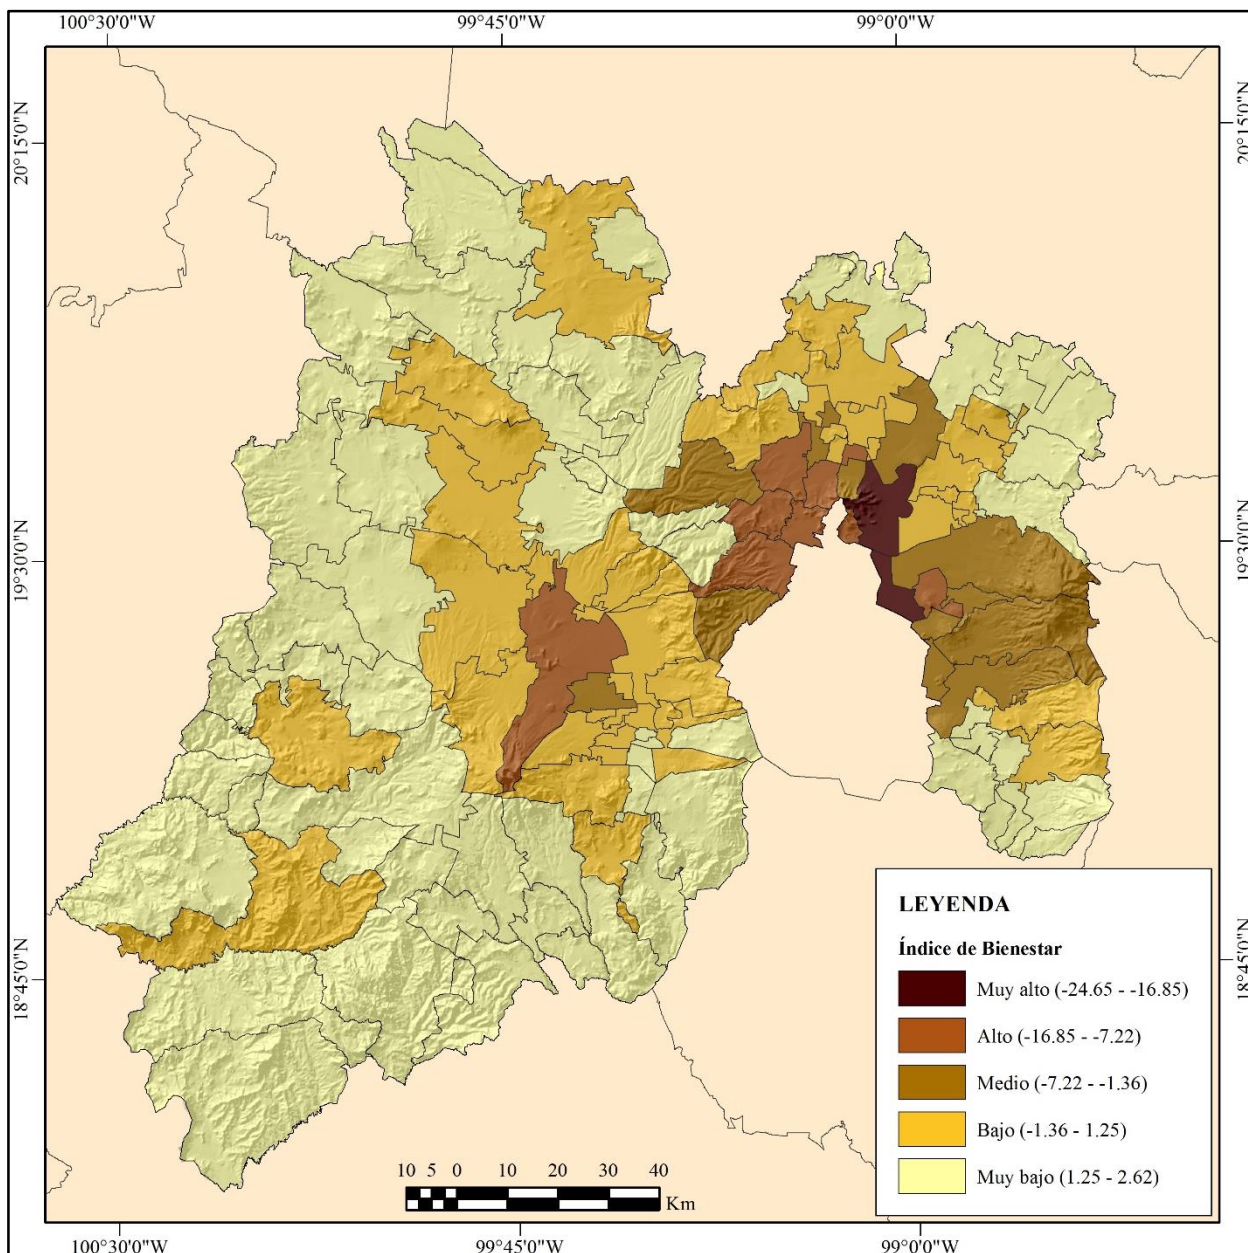 100°30'0"W 99°45'0"W 99°0'0"W
20°15'0"N 20°15'0"N
19°30'0"N 19°30'0"N
18°45'0"N 18°45'0"N
LEYENDA
Índice de Bienestar
Muy alto (-24.65 - -16.85)
Alto (-16.85 - -7.22)
Medio (-7.22 - -1.36)
Bajo (-1.36 - 1.25)
Muy bajo (1.25 - 2.62)
10 5 0 10 20 30 40
Km
100°30'0"W 99°45'0"W 99°0'0"W